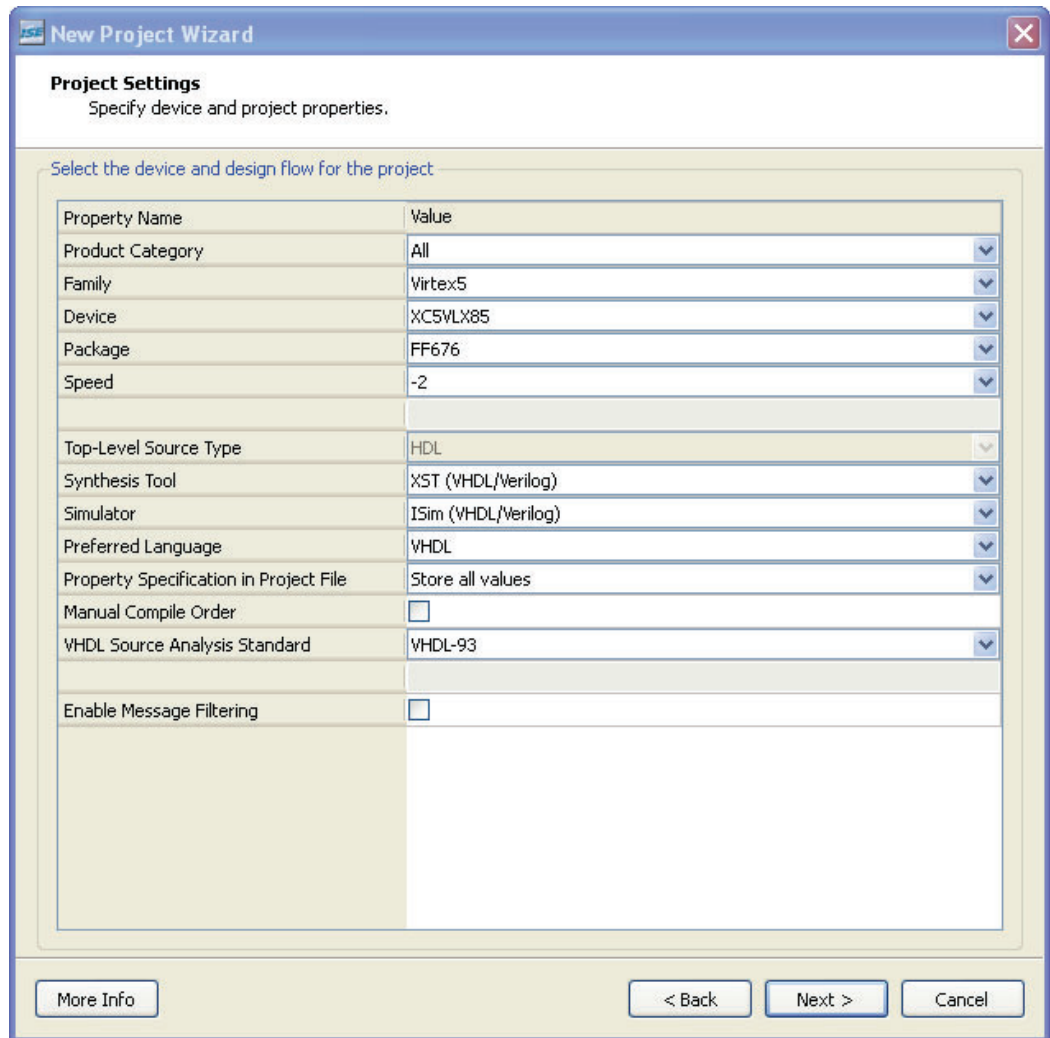 ISE New Project Wizard
Project Settings
Specify device and project properties.
Select the device and design flow for the project
Property Name Value
Product Category All
Family Virtex5
Device XC5VLX85
Package FF676
Speed -2
Top-Level Source Type HDL
Synthesis Tool XST (VHDL/Verilog)
Simulator ISim (VHDL/Verilog)
Preferred Language VHDL
Property Specification in Project File Store all values
Manual Compile Order
VHDL Source Analysis Standard VHDL-93
Enable Message Filtering
More Info < Back Next > Cancel